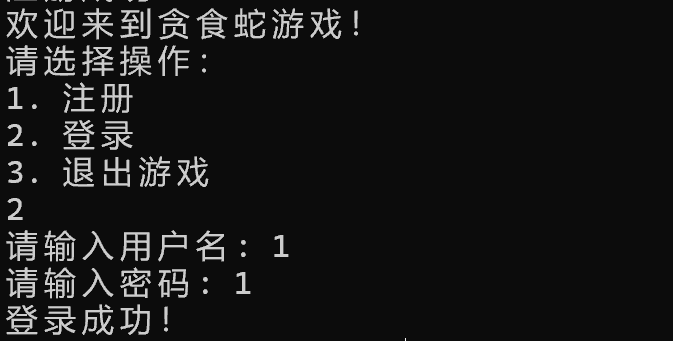 欢迎来到贪食蛇游戏!
请选择操作:
1. 注册
2. 登录
3. 退出游戏
2
请输入用户名: 1
请输入密码: 1
登录成功!